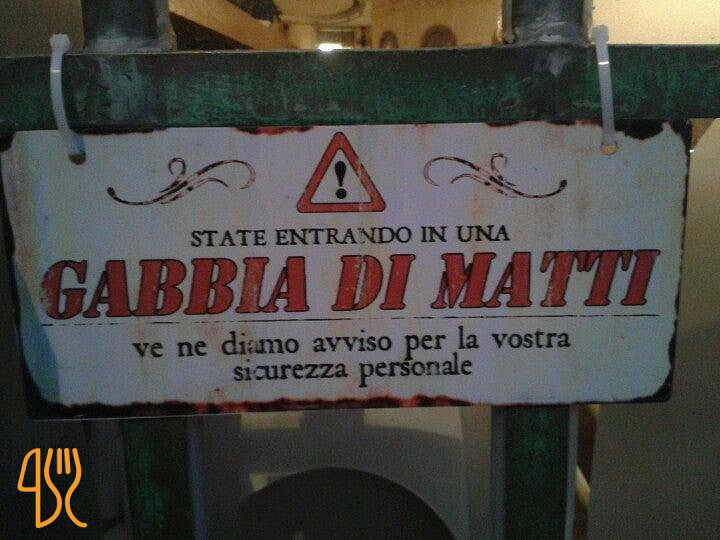 STATE ENTRANDO IN UNA
GABBIA DI MATTI
ve ne diamo avviso per la vostra
sicurezza personale